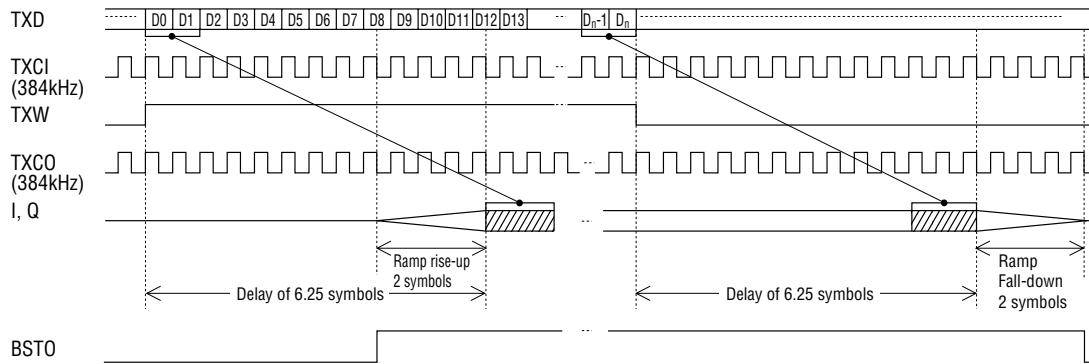 TXD
D0 D1 D2 D3 D4 D5 D6 D7 D8 D9 D10 D11 D12 D13 Dn-1 Dn
TXCI
(384kHz)
TXW
TXCO
(384kHz)
I, Q
Ramp rise-up
2 symbols
Ramp
Fall-down
2 symbols
Delay of 6.25 symbols
Delay of 6.25 symbols
BSTO